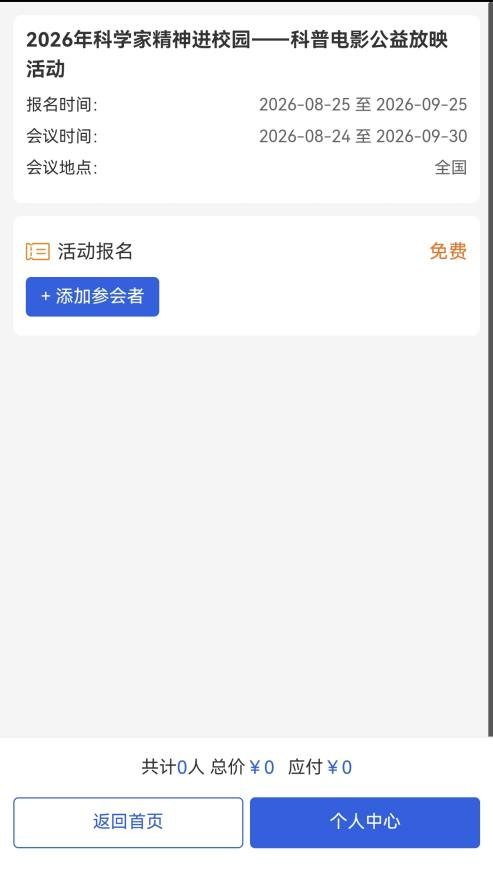 2026年科学家精神进校园——科普电影公益放映
活动
报名时间: 2026-08-25 至 2026-09-25
会议时间: 2026-08-24 至 2026-09-30
会议地点: 全国
活动报名 免费
+ 添加参会者
共计0人 总价￥0 应付￥0
返回首页 个人中心